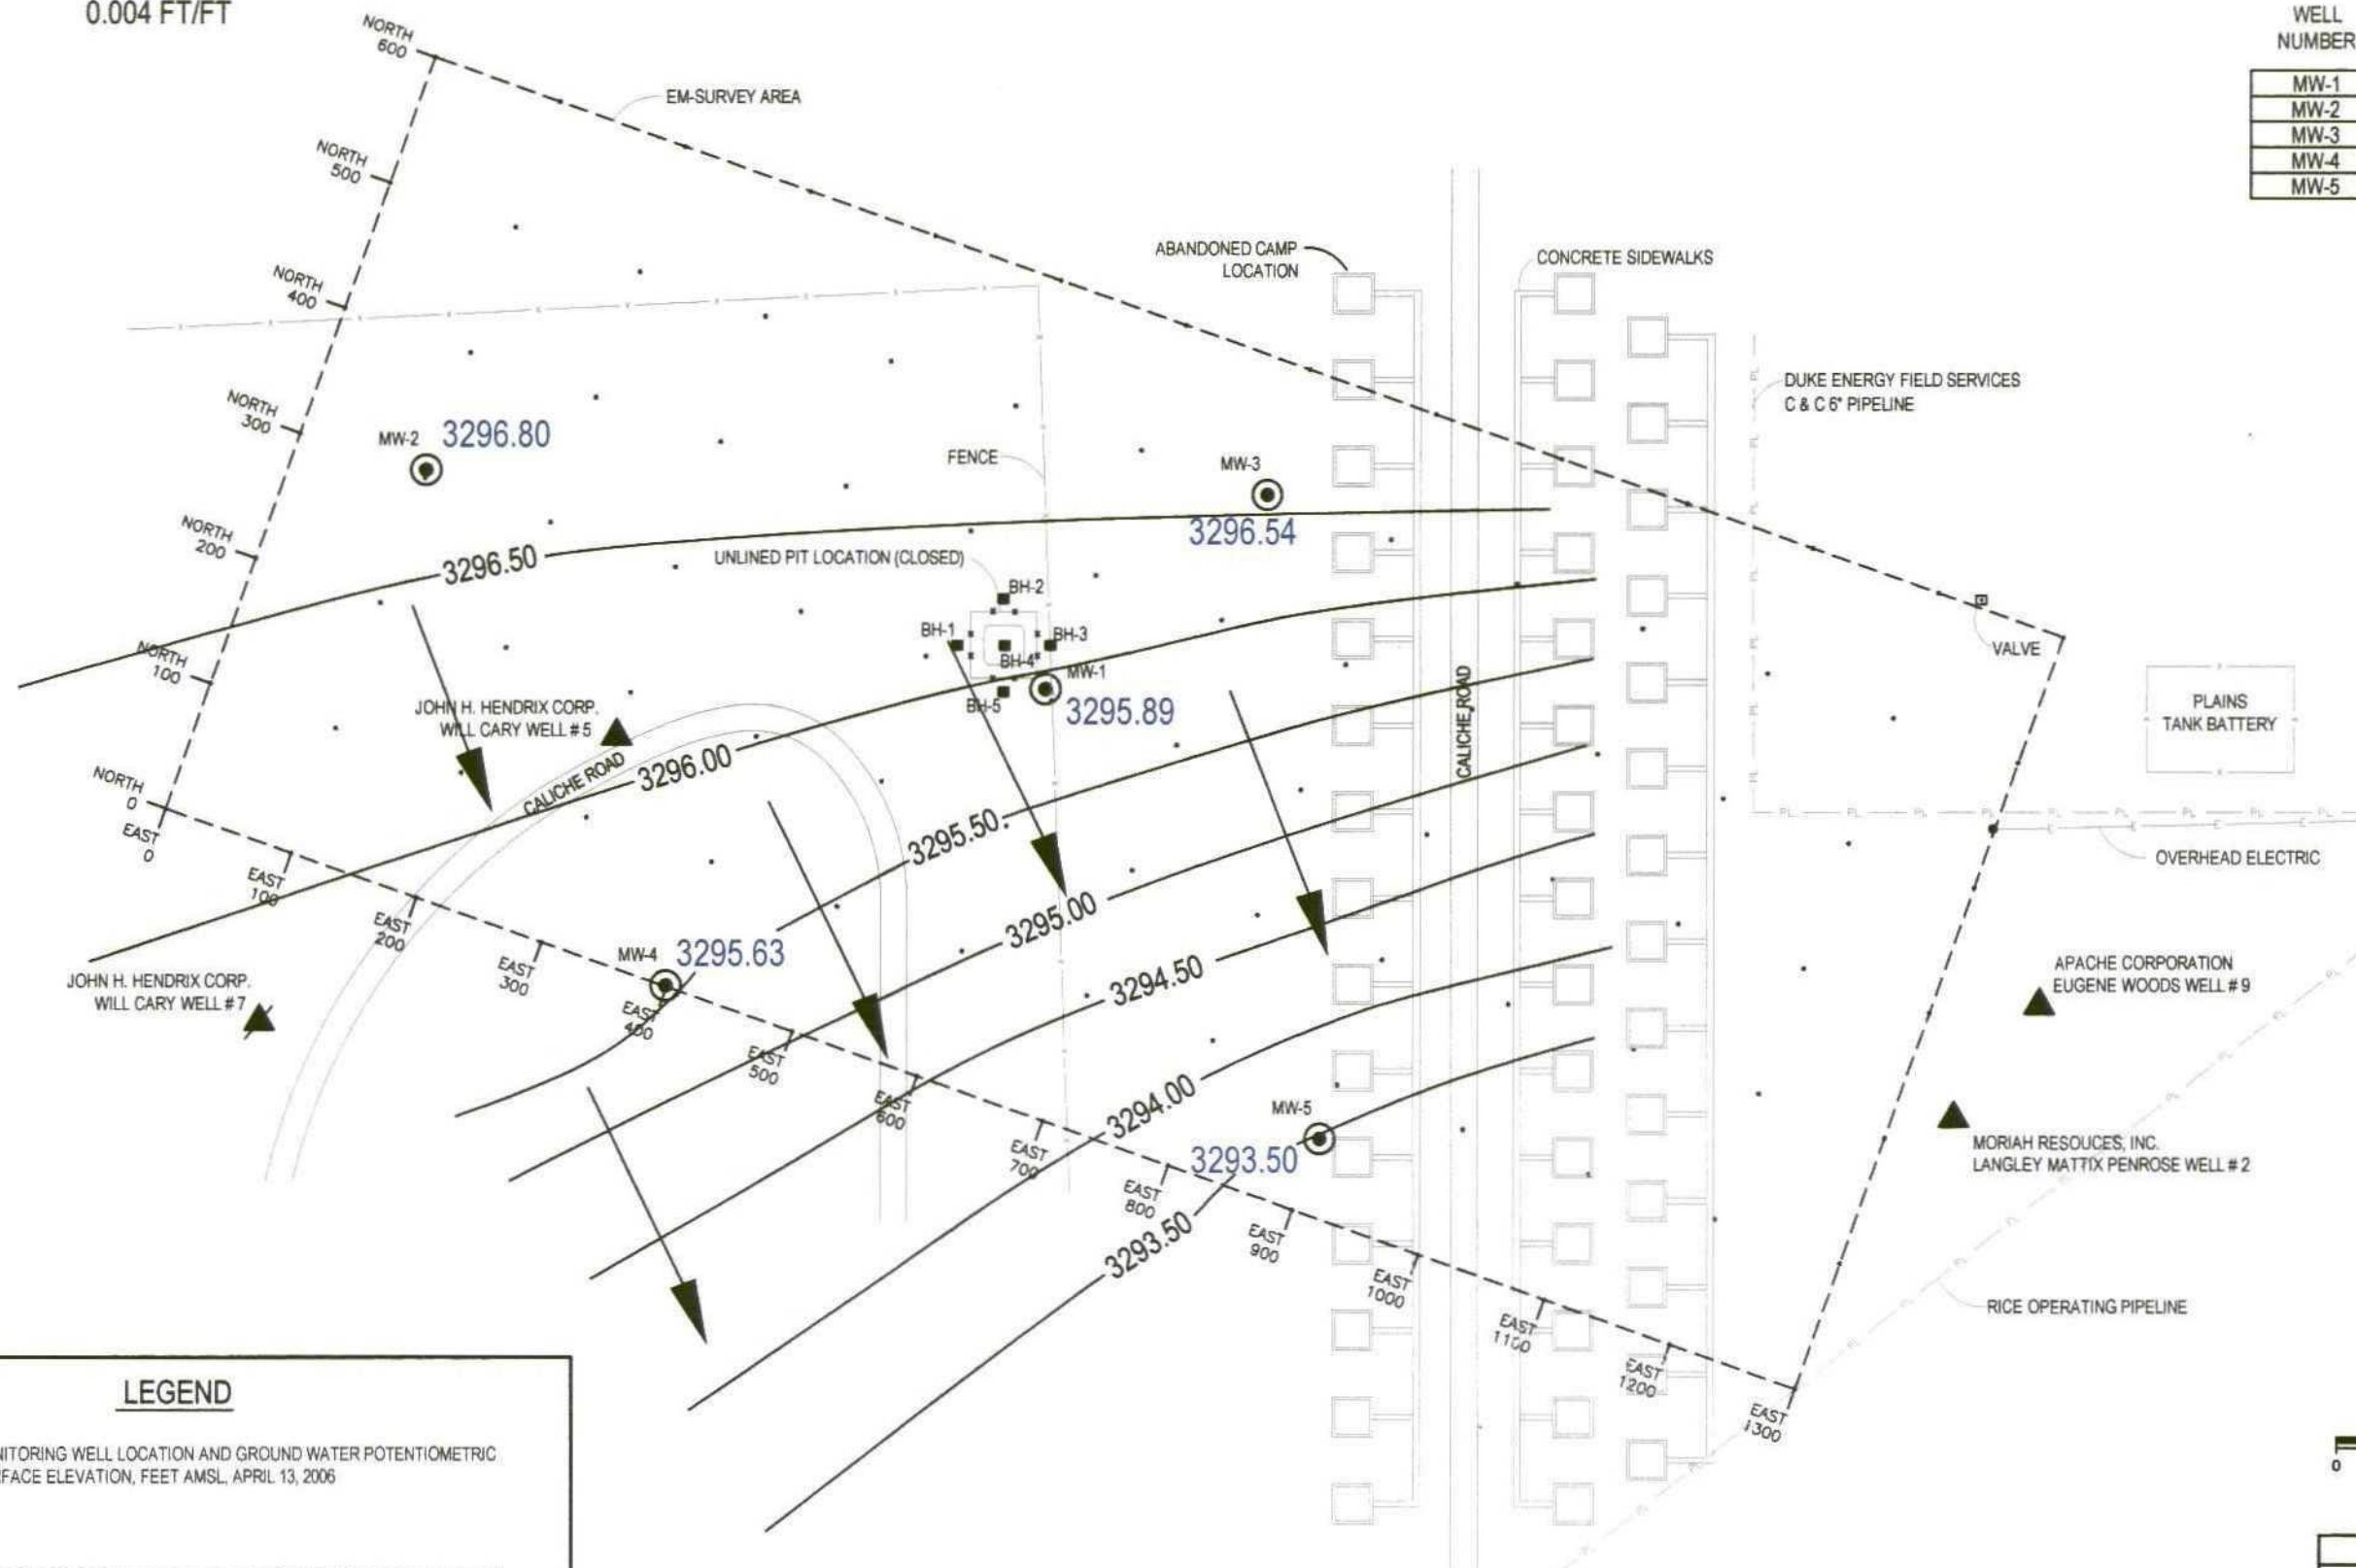 0.004 FT/FT
WELL
NUMBER
MW-1
MW-2
MW-3
MW-4
MW-5
NORTH
600
NORTH
500
NORTH
400
NORTH
300
NORTH
200
NORTH
100
NORTH
0
EAST
0
EAST
100
EAST
200
EAST
300
EAST
400
EAST
500
EAST
600
EAST
700
EAST
800
EAST
900
EAST
1000
EAST
1100
EAST
1200
EAST
1300
EM-SURVEY AREA
ABANDONED CAMP
LOCATION
CONCRETE SIDEWALKS
DUKE ENERGY FIELD SERVICES
C & C 6" PIPELINE
MW-2 3296.80
FENCE
MW-3
3296.54
3296.50
UNLINED PIT LOCATION (CLOSED)
BH-2
BH-1
BH-3
BH-4
MW-1
BH-5
3295.89
VALVE
PLAINS
TANK BATTERY
JOHN H. HENDRIX CORP.
WILL CARY WELL # 5
CALICHE ROAD
CALICHE ROAD
3296.00
3295.50
3295.00
3294.50
3294.00
3293.50
PL PL PL PL PL PL PL PL PL
OVERHEAD ELECTRIC
MW-4 3295.63
JOHN H. HENDRIX CORP.
WILL CARY WELL # 7
APACHE CORPORATION
EUGENE WOODS WELL # 9
MW-5
3293.50
MORIAH RESOUCES, INC.
LANGLEY MATTIX PENROSE WELL # 2
RICE OPERATING PIPELINE
LEGEND
NITORING WELL LOCATION AND GROUND WATER POTENTIOMETRIC
FACE ELEVATION, FEET AMSL, APRIL 13, 2006
0